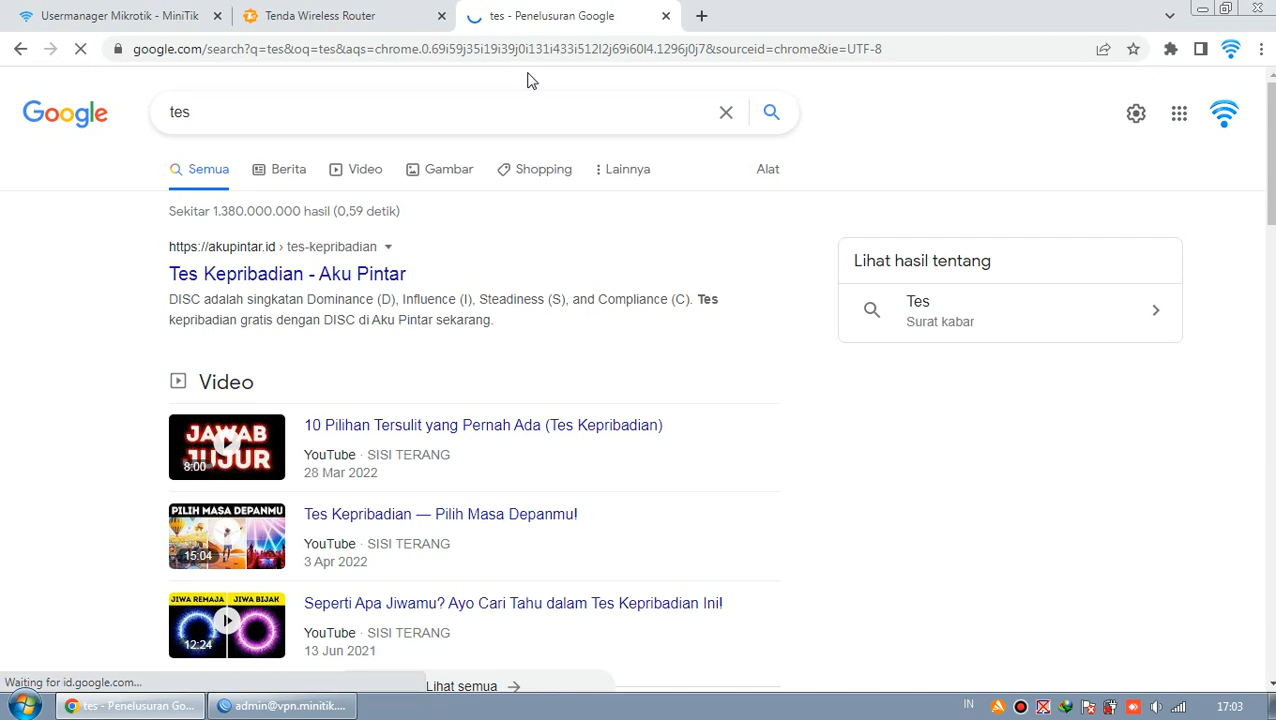 Usermanager Mikrotik - MiniTik
Tenda Wireless Router
tes - Penelusuran Google
google.com/search?q=tes&oq=tes&aqs=chrome.0.69i59j35i19i39j0i131i433i512l2j69i60l4.1296j0j7&sourceid=chrome&ie=UTF-8
Google
tes
Semua
Berita
Video
Gambar
Shopping
Lainnya
Alat
Sekitar 1.380.000.000 hasil (0,59 detik)
https://akupintar.id › tes-kepribadian
Tes Kepribadian - Aku Pintar
DISC adalah singkatan Dominance (D), Influence (I), Steadiness (S), and Compliance (C). Tes
kepribadian gratis dengan DISC di Aku Pintar sekarang.
Lihat hasil tentang
Tes
Surat kabar
Video
JAWAB
JUJUR
8:00
10 Pilihan Tersulit yang Pernah Ada (Tes Kepribadian)
YouTube · SISI TERANG
28 Mar 2022
PILIH MASA DEPANMU
15:04
Tes Kepribadian — Pilih Masa Depanmu!
YouTube · SISI TERANG
3 Apr 2022
JIWA REMAJA
JIWA BIJAK
12:24
Seperti Apa Jiwamu? Ayo Cari Tahu dalam Tes Kepribadian Ini!
YouTube · SISI TERANG
13 Jun 2021
Waiting for id.google.com...
Lihat semua
tes - Penelusuran Go...
admin@vpn.minitik....
IN
17:03